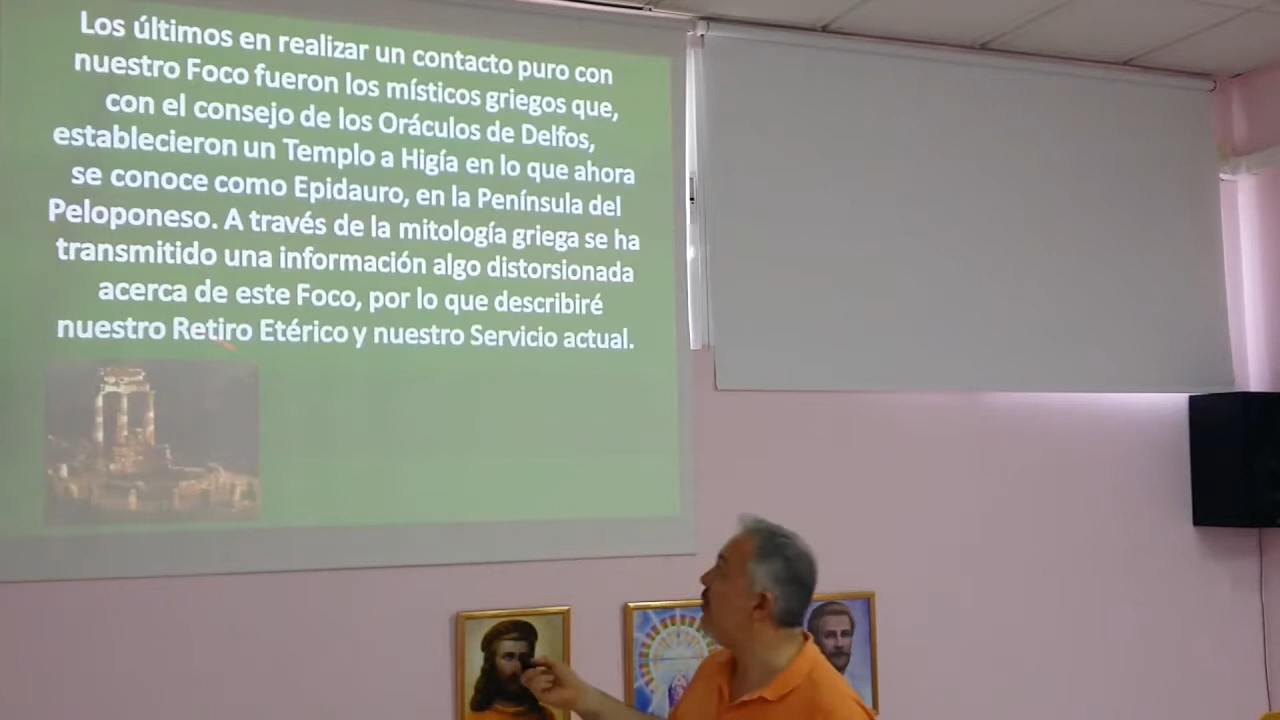 Los últimos en realizar un contacto puro con
nuestro Foco fueron los místicos griegos que,
con el consejo de los Oráculos de Delfos,
establecieron un Templo a Higía en lo que ahora
se conoce como Epidauro, en la Península del
Peloponeso. A través de la mitología griega se ha
transmitido una información algo distorsionada
acerca de este Foco, por lo que describiré
nuestro Retiro Etérico y nuestro Servicio actual.